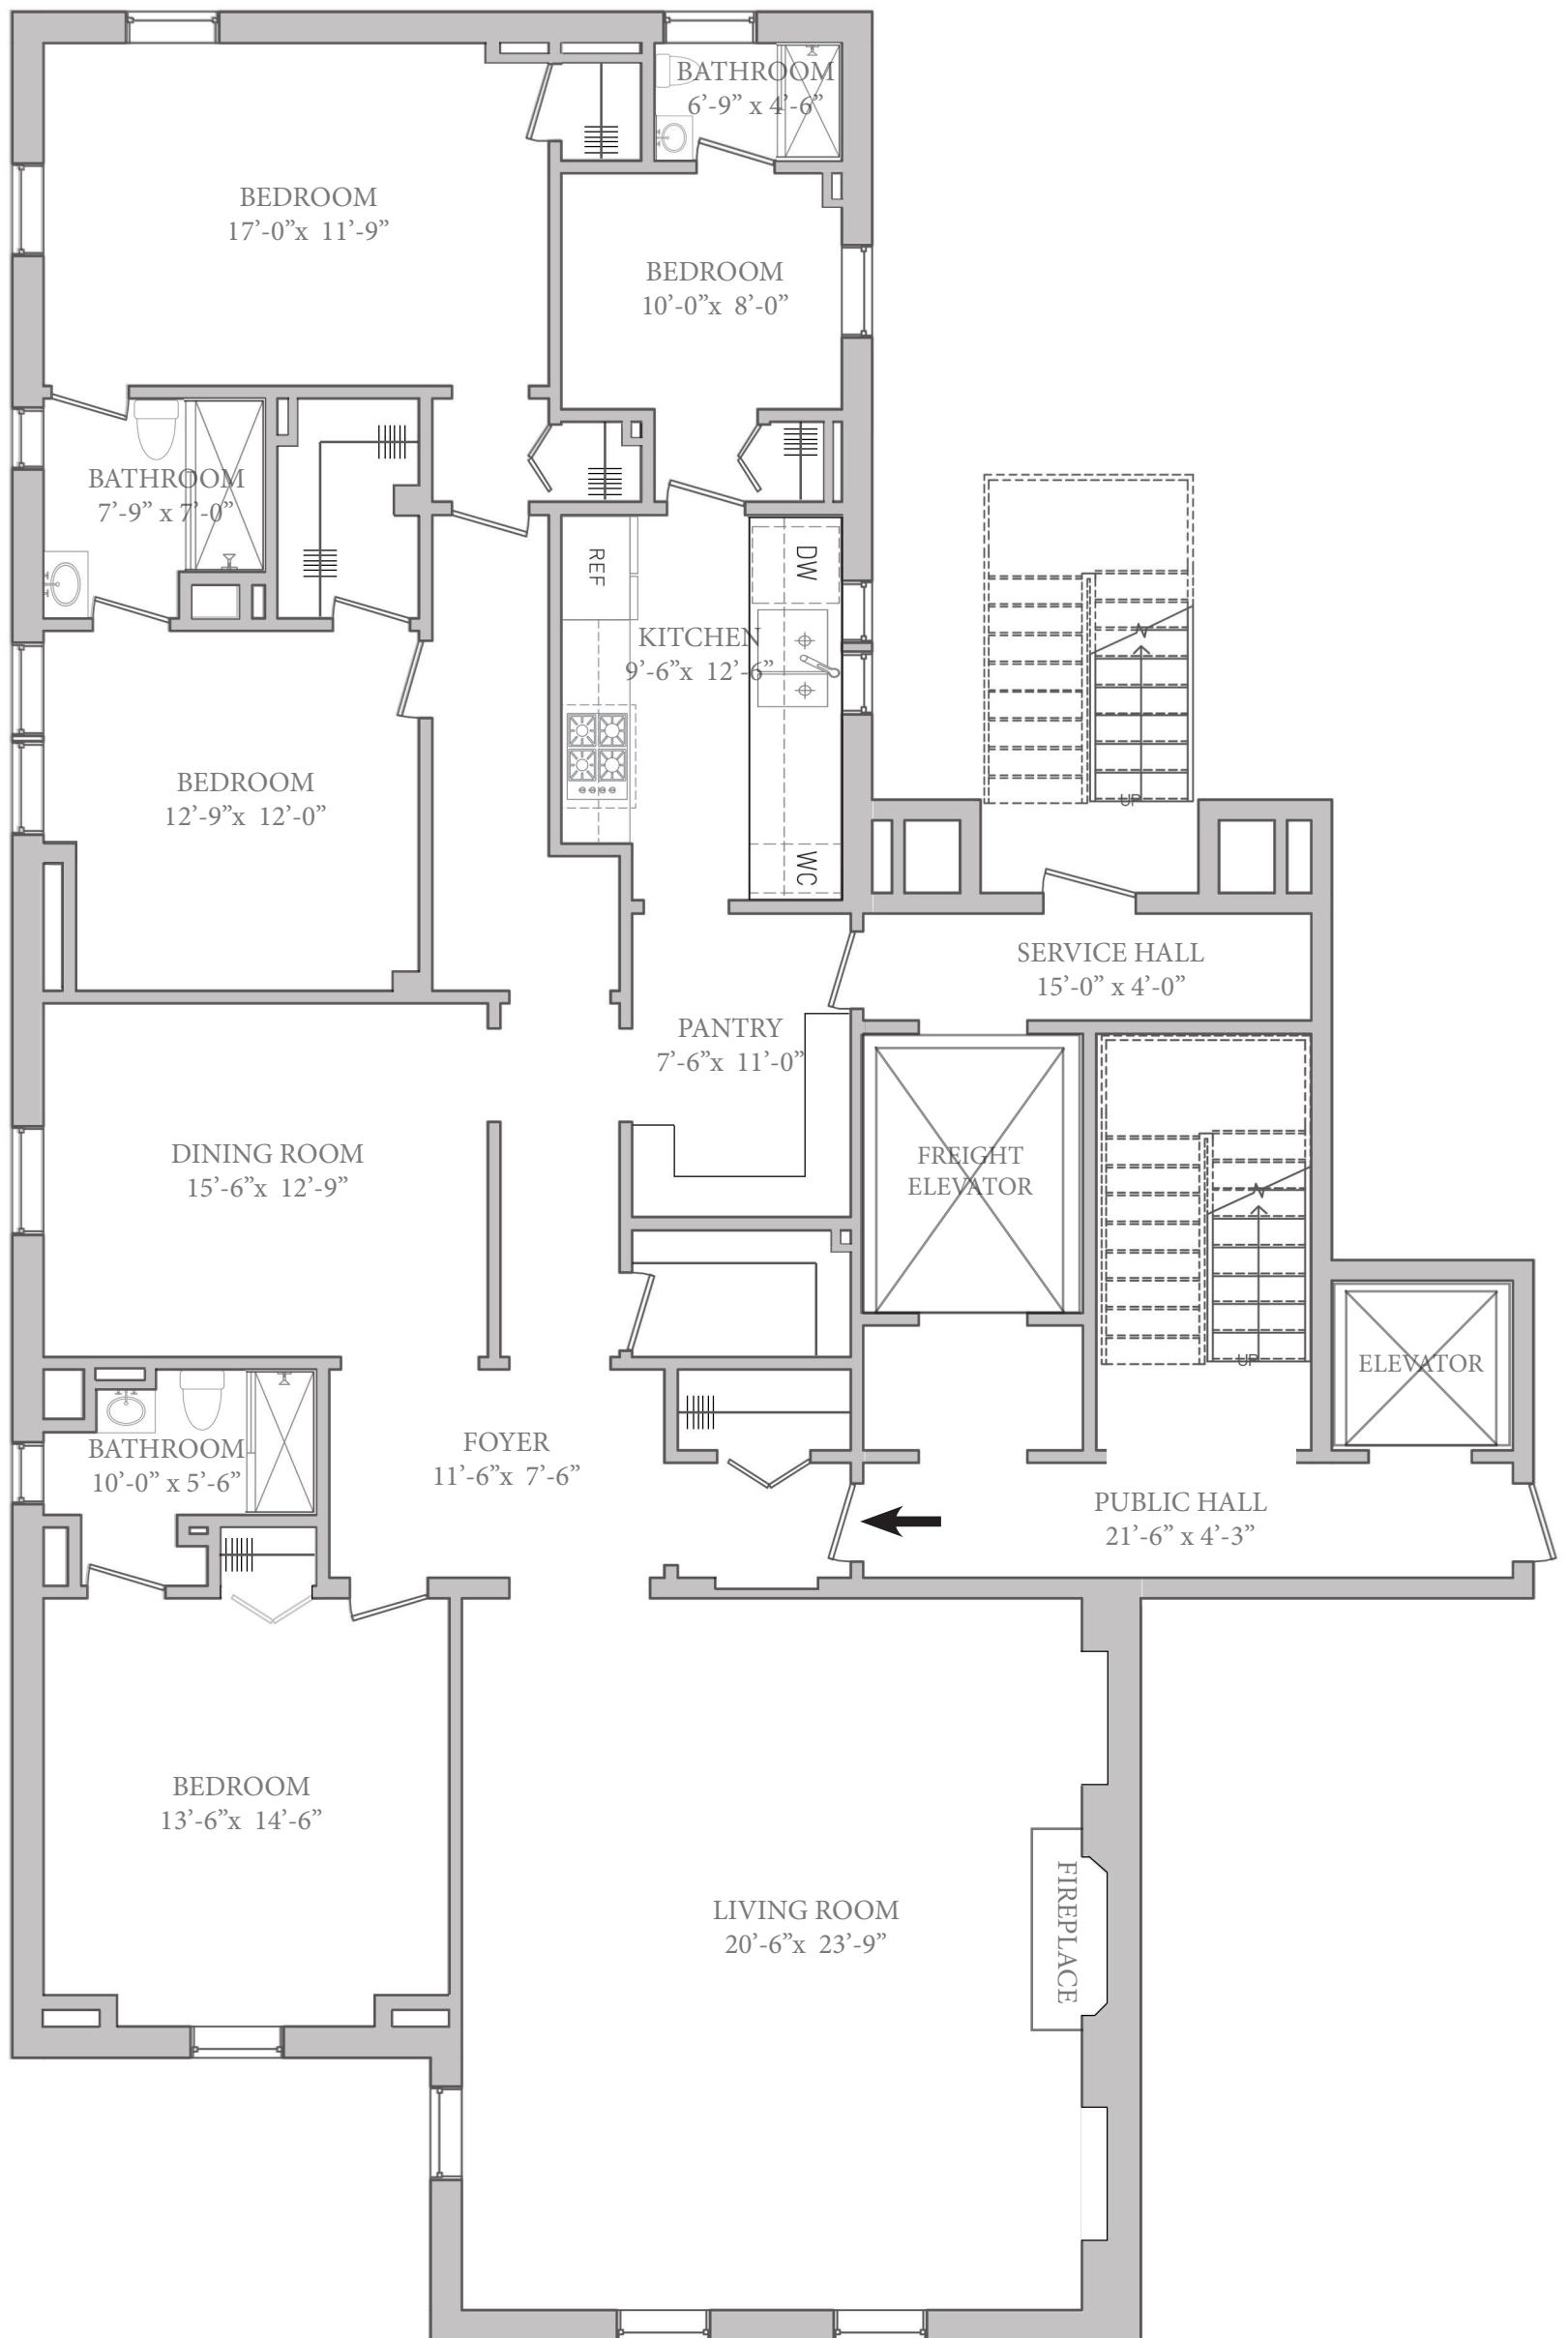 BATHROOM
6’-9” x 4’-6”
BEDROOM
17’-0”x 11’-9”
BEDROOM
10’-0”x 8’-0”
BATHROOM
7’-9” x 7’-0”
REF
DW
KITCHEN
9’-6”x 12’-6”
BEDROOM
12’-9”x 12’-0”
UP
WC
SERVICE HALL
15’-0” x 4’-0”
PANTRY
7’-6”x 11’-0”
DINING ROOM
15’-6”x 12’-9”
FREIGHT
ELEVATOR
UP
ELEVATOR
FOYER
11’-6”x 7’-6”
BATHROOM
10’-0” x 5’-6”
PUBLIC HALL
21’-6” x 4’-3”
BEDROOM
13’-6”x 14’-6”
LIVING ROOM
20’-6”x 23’-9”
FIREPLACE